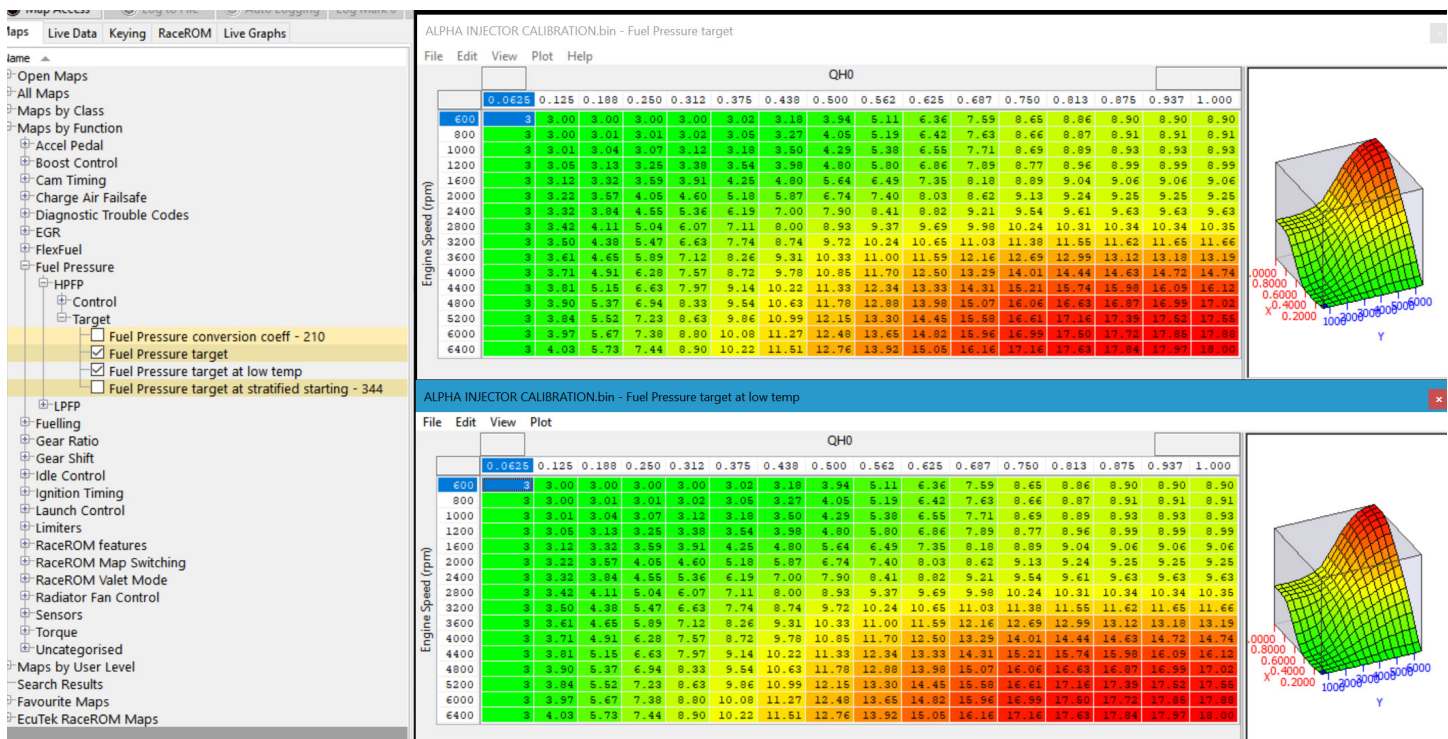 Map Access Log to File Auto Logging Log Mark 0
Maps Live Data Keying RaceROM Live Graphs
Name
Open Maps
All Maps
Maps by Class
Maps by Function
Accel Pedal
Boost Control
Cam Timing
Charge Air Failsafe
Diagnostic Trouble Codes
EGR
FlexFuel
Fuel Pressure
HPFP
Control
Target
Fuel Pressure conversion coeff - 210
Fuel Pressure target
Fuel Pressure target at low temp
Fuel Pressure target at stratified starting - 344
LPFP
Fuelling
Gear Ratio
Gear Shift
Idle Control
Ignition Timing
Launch Control
Limiters
RaceROM features
RaceROM Map Switching
RaceROM Valet Mode
Radiator Fan Control
Sensors
Torque
Uncategorised
Maps by User Level
Search Results
Favourite Maps
EcuTek RaceROM Maps
ALPHA INJECTOR CALIBRATION.bin - Fuel Pressure target
File Edit View Plot Help
QH0
0.0625 0.125 0.188 0.250 0.312 0.375 0.438 0.500 0.562 0.625 0.687 0.750 0.813 0.875 0.937 1.000
Engine Speed (rpm)
600 3 3.00 3.00 3.00 3.00 3.02 3.18 3.94 5.11 6.36 7.59 8.65 8.86 8.90 8.90 8.90
800 3 3.00 3.01 3.01 3.02 3.05 3.27 4.05 5.19 6.42 7.63 8.66 8.87 8.91 8.91 8.91
1000 3 3.01 3.04 3.07 3.12 3.18 3.50 4.29 5.38 6.55 7.71 8.69 8.89 8.93 8.93 8.93
1200 3 3.05 3.13 3.25 3.38 3.54 3.98 4.80 5.80 6.86 7.89 8.77 8.96 8.99 8.99 8.99
1600 3 3.12 3.32 3.59 3.91 4.25 4.80 5.64 6.49 7.35 8.18 8.89 9.04 9.06 9.06 9.06
2000 3 3.22 3.57 4.05 4.60 5.18 5.87 6.74 7.40 8.03 8.62 9.13 9.24 9.25 9.25 9.25
2400 3 3.32 3.84 4.55 5.36 6.19 7.00 7.90 8.41 8.82 9.21 9.54 9.61 9.63 9.63 9.63
2800 3 3.42 4.11 5.04 6.07 7.11 8.00 8.93 9.37 9.69 9.98 10.24 10.31 10.34 10.34 10.35
3200 3 3.50 4.38 5.47 6.63 7.74 8.74 9.72 10.24 10.65 11.03 11.38 11.55 11.62 11.65 11.66
3600 3 3.61 4.65 5.89 7.12 8.26 9.31 10.33 11.00 11.59 12.16 12.69 12.99 13.12 13.18 13.19
4000 3 3.71 4.91 6.28 7.57 8.72 9.78 10.85 11.70 12.50 13.29 14.01 14.44 14.63 14.72 14.74
4400 3 3.81 5.15 6.63 7.97 9.14 10.22 11.33 12.34 13.33 14.31 15.21 15.74 15.98 16.09 16.12
4800 3 3.90 5.37 6.94 8.33 9.54 10.63 11.78 12.88 13.98 15.07 16.06 16.63 16.87 16.99 17.02
5200 3 3.84 5.52 7.23 8.63 9.86 10.99 12.15 13.30 14.45 15.58 16.61 17.16 17.39 17.52 17.55
6000 3 3.97 5.67 7.38 8.80 10.08 11.27 12.48 13.65 14.82 15.96 16.99 17.50 17.72 17.85 17.88
6400 3 4.03 5.73 7.44 8.90 10.22 11.51 12.76 13.92 15.05 16.16 17.16 17.63 17.84 17.97 18.00
.0000
0.8000
0.6000
X 0.4000
0.2000 1000 2000 3000 4000 5000 6000
Y
ALPHA INJECTOR CALIBRATION.bin - Fuel Pressure target at low temp
File Edit View Plot
QH0
0.0625 0.125 0.188 0.250 0.312 0.375 0.438 0.500 0.562 0.625 0.687 0.750 0.813 0.875 0.937 1.000
Engine Speed (rpm)
600 3 3.00 3.00 3.00 3.00 3.02 3.18 3.94 5.11 6.36 7.59 8.65 8.86 8.90 8.90 8.90
800 3 3.00 3.01 3.01 3.02 3.05 3.27 4.05 5.19 6.42 7.63 8.66 8.87 8.91 8.91 8.91
1000 3 3.01 3.04 3.07 3.12 3.18 3.50 4.29 5.38 6.55 7.71 8.69 8.89 8.93 8.93 8.93
1200 3 3.05 3.13 3.25 3.38 3.54 3.98 4.80 5.80 6.86 7.89 8.77 8.96 8.99 8.99 8.99
1600 3 3.12 3.32 3.59 3.91 4.25 4.80 5.64 6.49 7.35 8.18 8.89 9.04 9.06 9.06 9.06
2000 3 3.22 3.57 4.05 4.60 5.18 5.87 6.74 7.40 8.03 8.62 9.13 9.24 9.25 9.25 9.25
2400 3 3.32 3.84 4.55 5.36 6.19 7.00 7.90 8.41 8.82 9.21 9.54 9.61 9.63 9.63 9.63
2800 3 3.42 4.11 5.04 6.07 7.11 8.00 8.93 9.37 9.69 9.98 10.24 10.31 10.34 10.34 10.35
3200 3 3.50 4.38 5.47 6.63 7.74 8.74 9.72 10.24 10.65 11.03 11.38 11.55 11.62 11.65 11.66
3600 3 3.61 4.65 5.89 7.12 8.26 9.31 10.33 11.00 11.59 12.16 12.69 12.99 13.12 13.18 13.19
4000 3 3.71 4.91 6.28 7.57 8.72 9.78 10.85 11.70 12.50 13.29 14.01 14.44 14.63 14.72 14.74
4400 3 3.81 5.15 6.63 7.97 9.14 10.22 11.33 12.34 13.33 14.31 15.21 15.74 15.98 16.09 16.12
4800 3 3.90 5.37 6.94 8.33 9.54 10.63 11.78 12.88 13.98 15.07 16.06 16.63 16.87 16.99 17.02
5200 3 3.84 5.52 7.23 8.63 9.86 10.99 12.15 13.30 14.45 15.58 16.61 17.16 17.39 17.52 17.55
6000 3 3.97 5.67 7.38 8.80 10.08 11.27 12.48 13.65 14.82 15.96 16.99 17.50 17.72 17.85 17.88
6400 3 4.03 5.73 7.44 8.90 10.22 11.51 12.76 13.92 15.05 16.16 17.16 17.63 17.84 17.97 18.00
.0000
0.8000
0.6000
X 0.4000
0.2000 1000 2000 3000 4000 5000 6000
Y